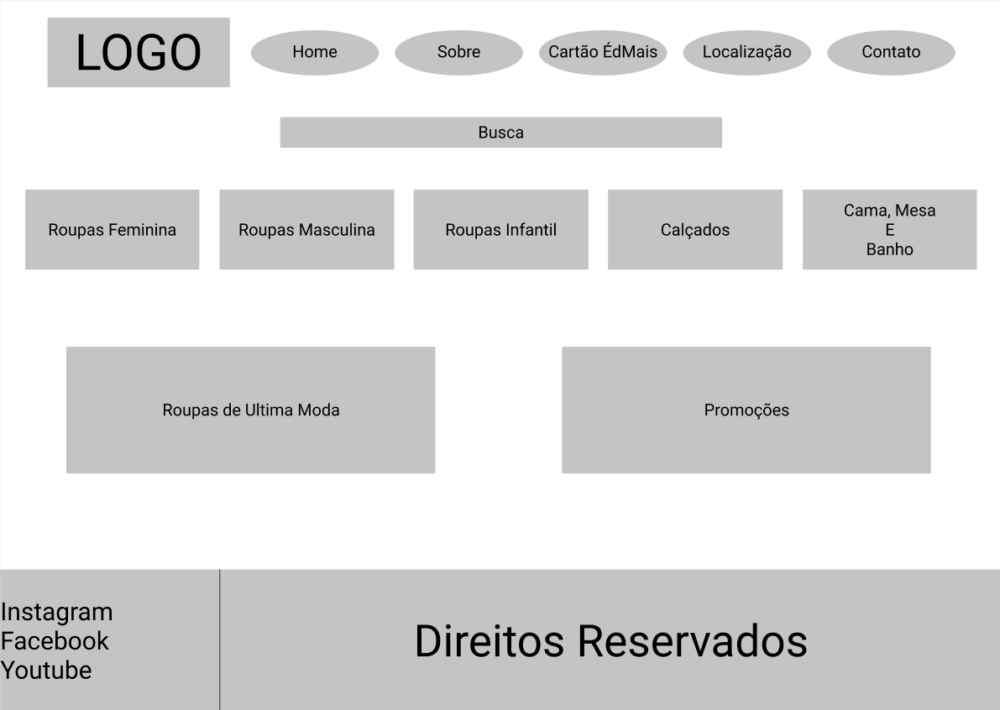 LOGO
Home
Sobre
Cartão ÉdMais
Localização
Contato
Busca
Roupas Feminina
Roupas Masculina
Roupas Infantil
Calçados
Cama, Mesa
E
Banho
Roupas de Ultima Moda
Promoções
Instagram
Facebook
Youtube
Direitos Reservados